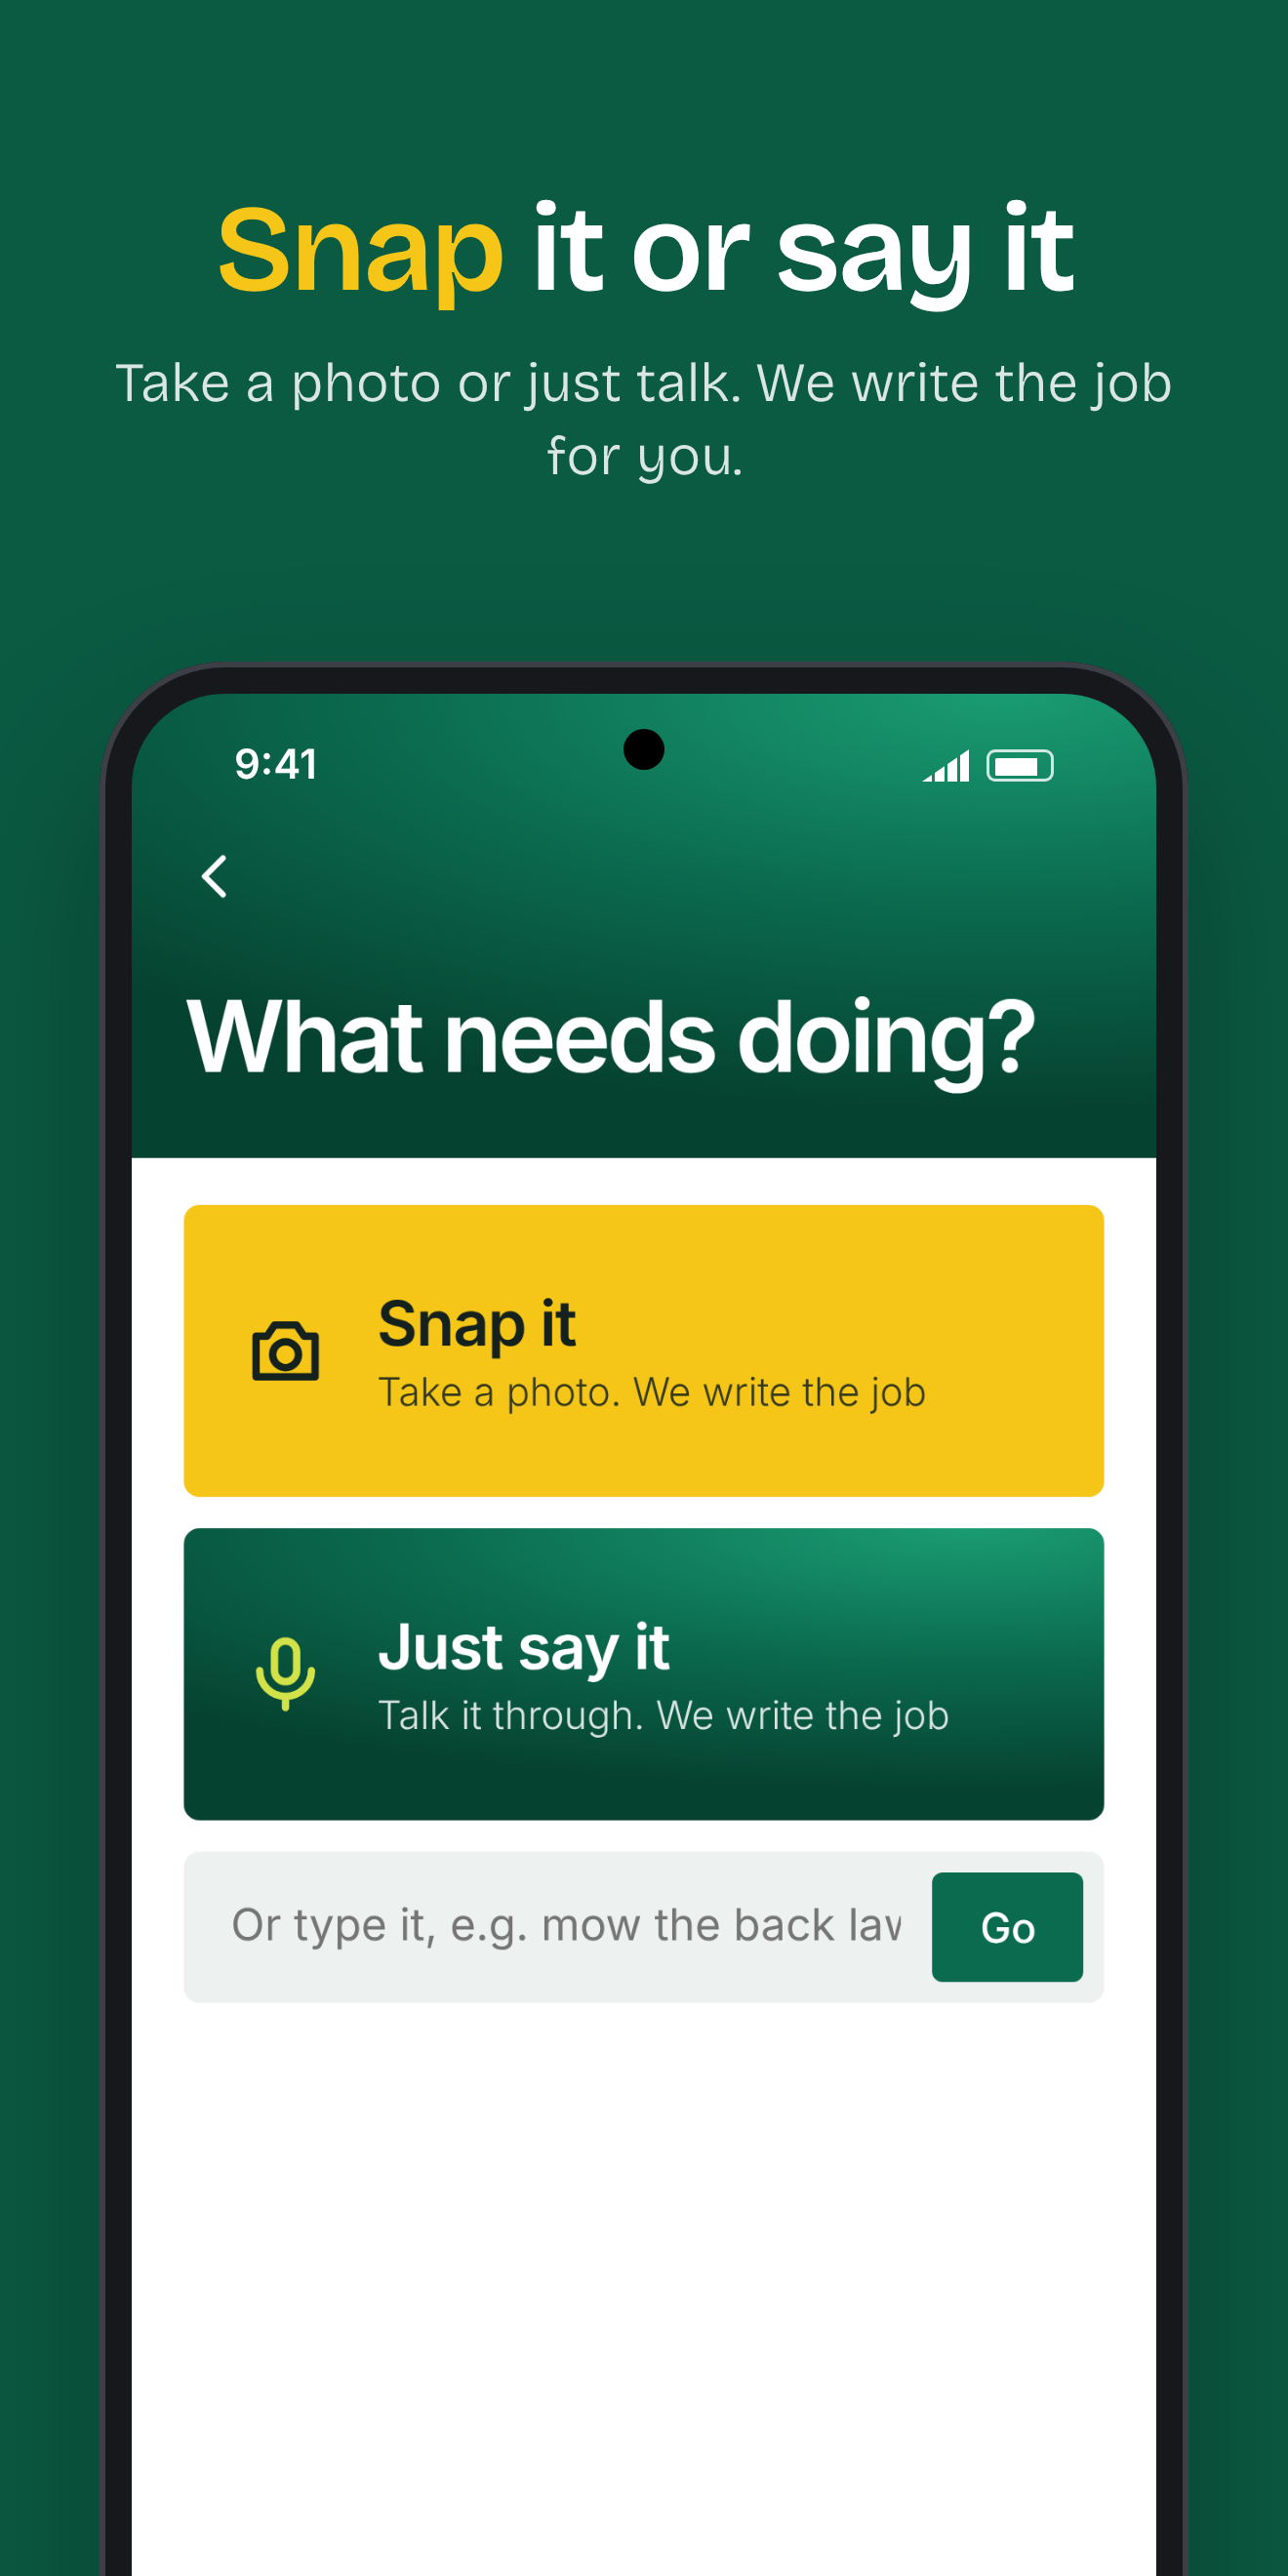 Snap it or say it
Take a photo or just talk. We write the job
for you.
9:41
What needs doing?
Snap it
Take a photo. We write the job
Just say it
Talk it through. We write the job
Or type it, e.g. mow the back law
Go